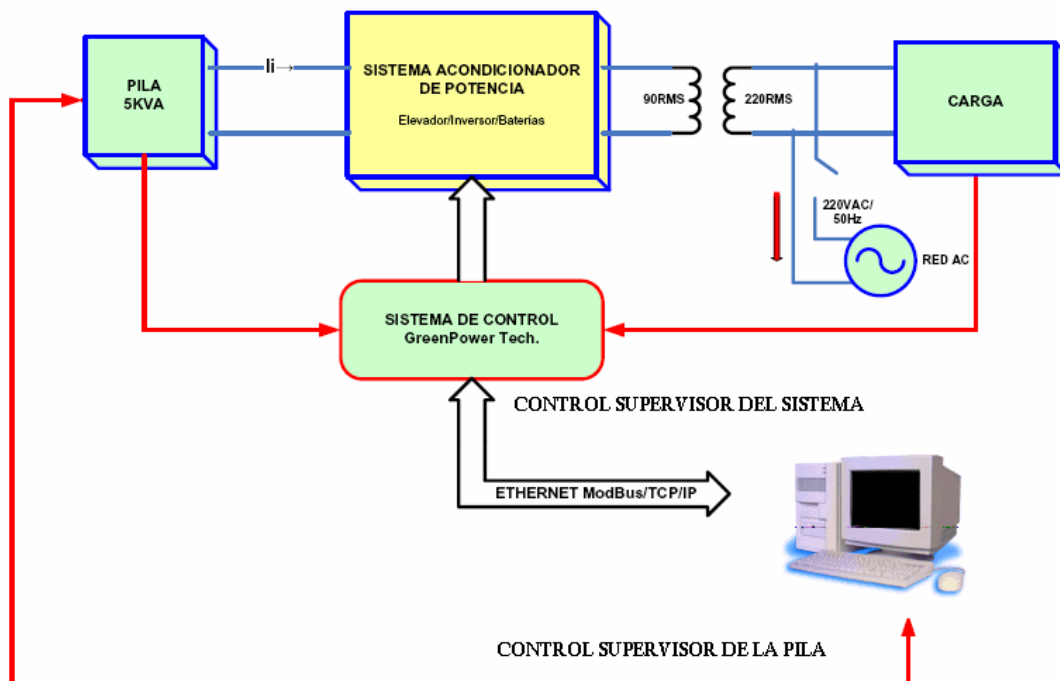 PILA
5KVA
Ii→
SISTEMA ACONDICIONADOR
DE POTENCIA
Elevador/Inversor/Baterías
90RMS
220RMS
CARGA
220VAC/
50Hz
RED AC
SISTEMA DE CONTROL
GreenPower Tech.
CONTROL SUPERVISOR DEL SISTEMA
ETHERNET ModBus/TCP/IP
CONTROL SUPERVISOR DE LA PILA